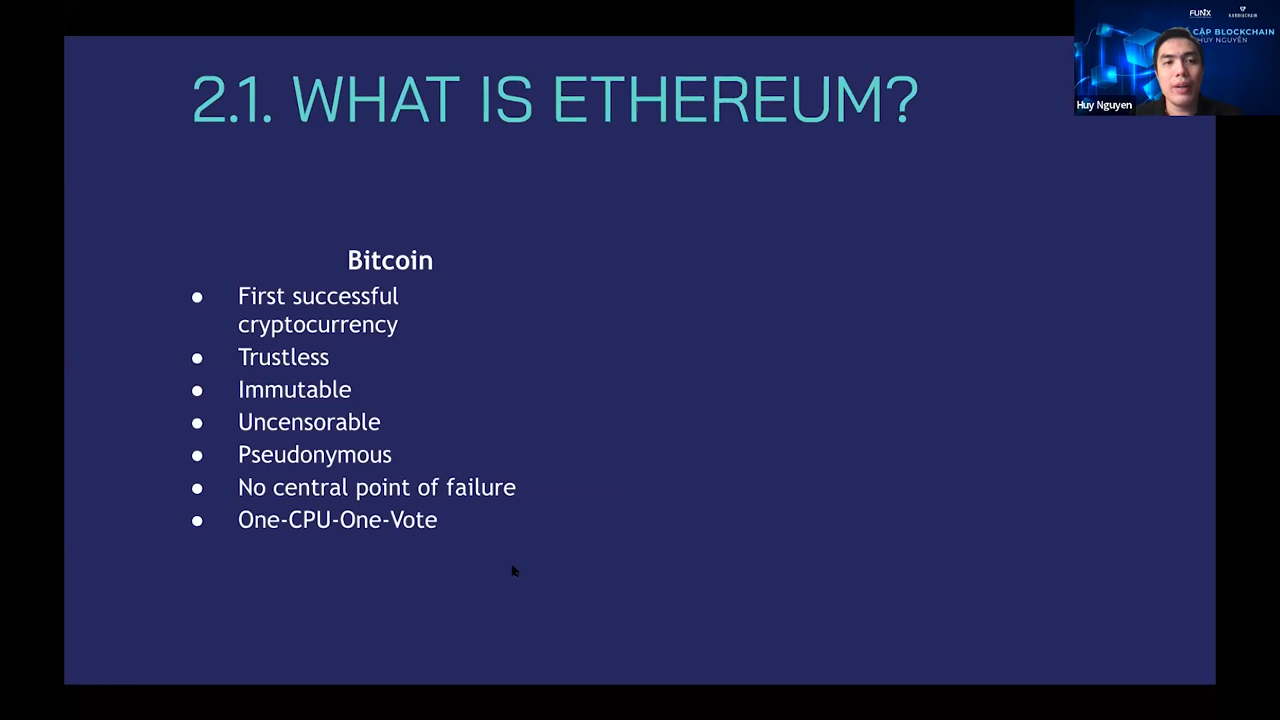 2.1. WHAT IS ETHEREUM?
Bitcoin
● First successful
cryptocurrency
● Trustless
● Immutable
● Uncensorable
● Pseudonymous
● No central point of failure
● One-CPU-One-Vote
FUNiX
KARDIACHAIN
CẤP BLOCKCHAIN
HUY NGUYỄN
Huy Nguyen